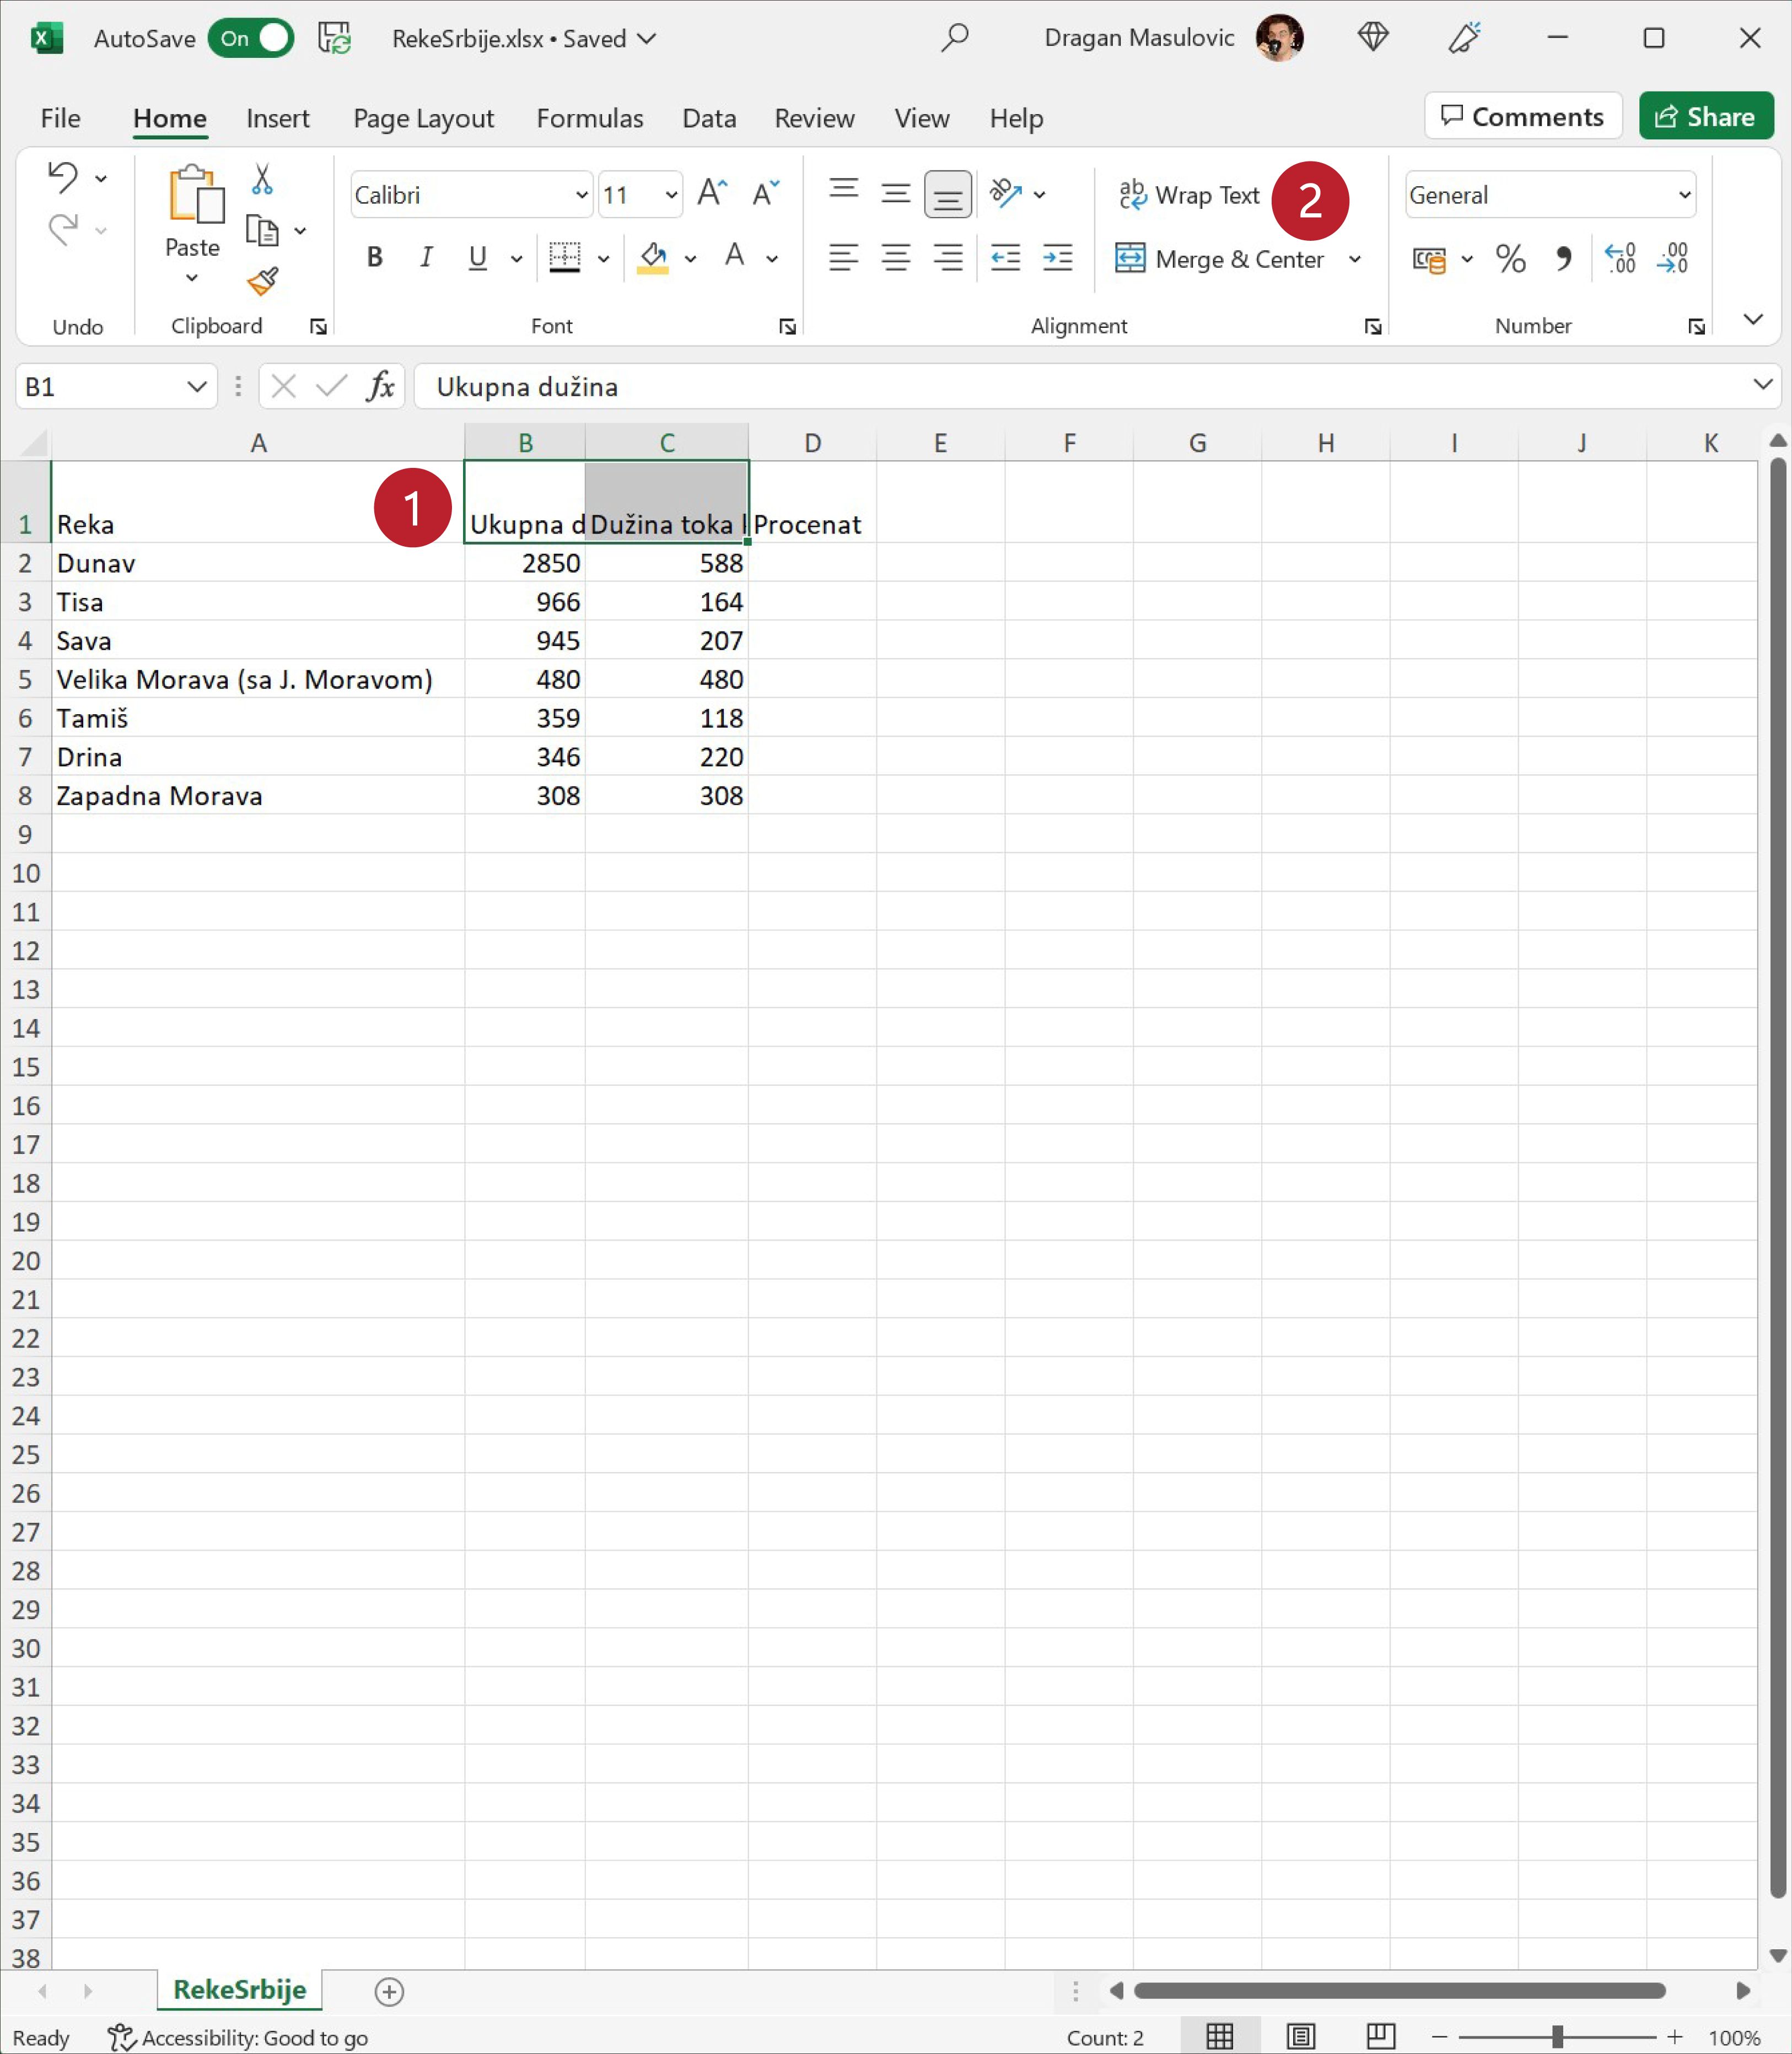 AutoSave On RekeSrbije.xlsx • Saved Dragan Masulovic
File Home Insert Page Layout Formulas Data Review View Help Comments Share
Paste
Calibri 11
Wrap Text 2
Merge & Center
General
Undo Clipboard Font Alignment Number
B1 fx Ukupna dužina
A B C D E F G H I J K
1
1 Reka Ukupna d Dužina toka Procenat
2 Dunav 2850 588
3 Tisa 966 164
4 Sava 945 207
5 Velika Morava (sa J. Moravom) 480 480
6 Tamiš 359 118
7 Drina 346 220
8 Zapadna Morava 308 308
9
10
11
12
13
14
15
16
17
18
19
20
21
22
23
24
25
26
27
28
29
30
31
32
33
34
35
36
37
38
RekeSrbije
Ready Accessibility: Good to go Count: 2 100%